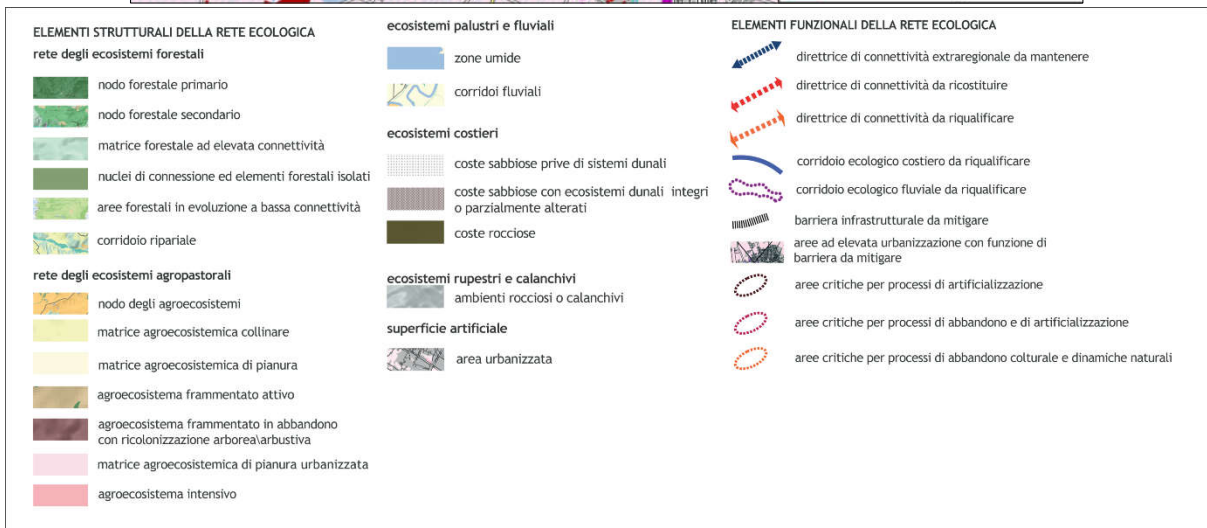 ELEMENTI STRUTTURALI DELLA RETE ECOLOGICA
rete degli ecosistemi forestali
nodo forestale primario
nodo forestale secondario
matrice forestale ad elevata connettività
nuclei di connessione ed elementi forestali isolati
aree forestali in evoluzione a bassa connettività
corridoio ripariale
rete degli ecosistemi agropastorali
nodo degli agroecosistemi
matrice agroecosistemica collinare
matrice agroecosistemica di pianura
agroecosistema frammentato attivo
agroecosistema frammentato in abbandono
con ricolonizzazione arborea\arbustiva
matrice agroecosistemica di pianura urbanizzata
agroecosistema intensivo
ecosistemi palustri e fluviali
zone umide
corridoi fluviali
ecosistemi costieri
coste sabbiose prive di sistemi dunali
coste sabbiose con ecosistemi dunali integri
o parzialmente alterati
coste rocciose
ecosistemi rupestri e calanchivi
ambienti rocciosi o calanchivi
superficie artificiale
area urbanizzata
ELEMENTI FUNZIONALI DELLA RETE ECOLOGICA
direttrice di connettività extraregionale da mantenere
direttrice di connettività da ricostituire
direttrice di connettività da riqualificare
corridoio ecologico costiero da riqualificare
corridoio ecologico fluviale da riqualificare
barriera infrastrutturale da mitigare
aree ad elevata urbanizzazione con funzione di
barriera da mitigare
aree critiche per processi di artificializzazione
aree critiche per processi di abbandono e di artificializzazione
aree critiche per processi di abbandono colturale e dinamiche naturali